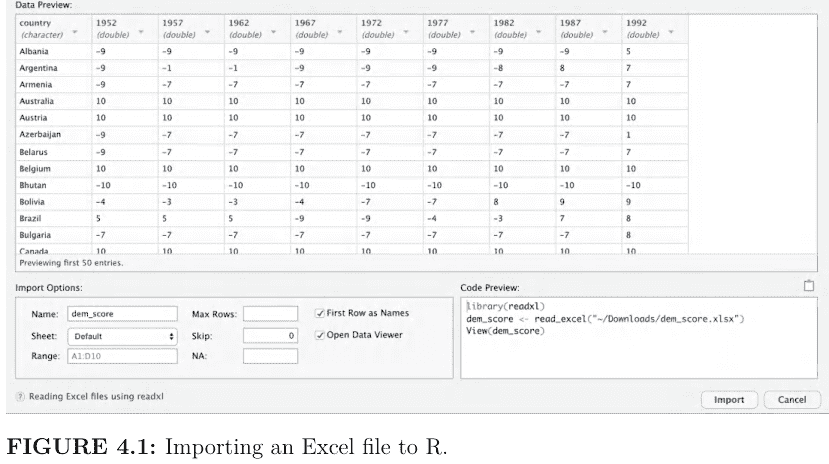 Data Preview:
country 1952 1957 1962 1967 1972 1977 1982 1987 1992
(character) (double) (double) (double) (double) (double) (double) (double) (double) (double)
Albania -9 -9 -9 -9 -9 -9 -9 -9 5
Argentina -9 -1 -1 -9 -9 -9 -8 8 7
Armenia -9 -7 -7 -7 -7 -7 -7 -7 7
Australia 10 10 10 10 10 10 10 10 10
Austria 10 10 10 10 10 10 10 10 10
Azerbaijan -9 -7 -7 -7 -7 -7 -7 -7 1
Belarus -9 -7 -7 -7 -7 -7 -7 -7 7
Belgium 10 10 10 10 10 10 10 10 10
Bhutan -10 -10 -10 -10 -10 -10 -10 -10 -10
Bolivia -4 -3 -3 -4 -7 -7 8 9 9
Brazil 5 5 5 -9 -9 -4 -3 7 8
Bulgaria -7 -7 -7 -7 -7 -7 -7 -7 8
Canada 10 10 10 10 10 10 10 10 10
Previewing first 50 entries.
Import Options:
Name: dem_score Max Rows: First Row as Names
Sheet: Default Skip: 0 Open Data Viewer
Range: A1:D10 NA:
Code Preview:
library(readxl)
dem_score <- read_excel("~/Downloads/dem_score.xlsx")
View(dem_score)
? Reading Excel files using readxl
Import Cancel
FIGURE 4.1: Importing an Excel file to R.